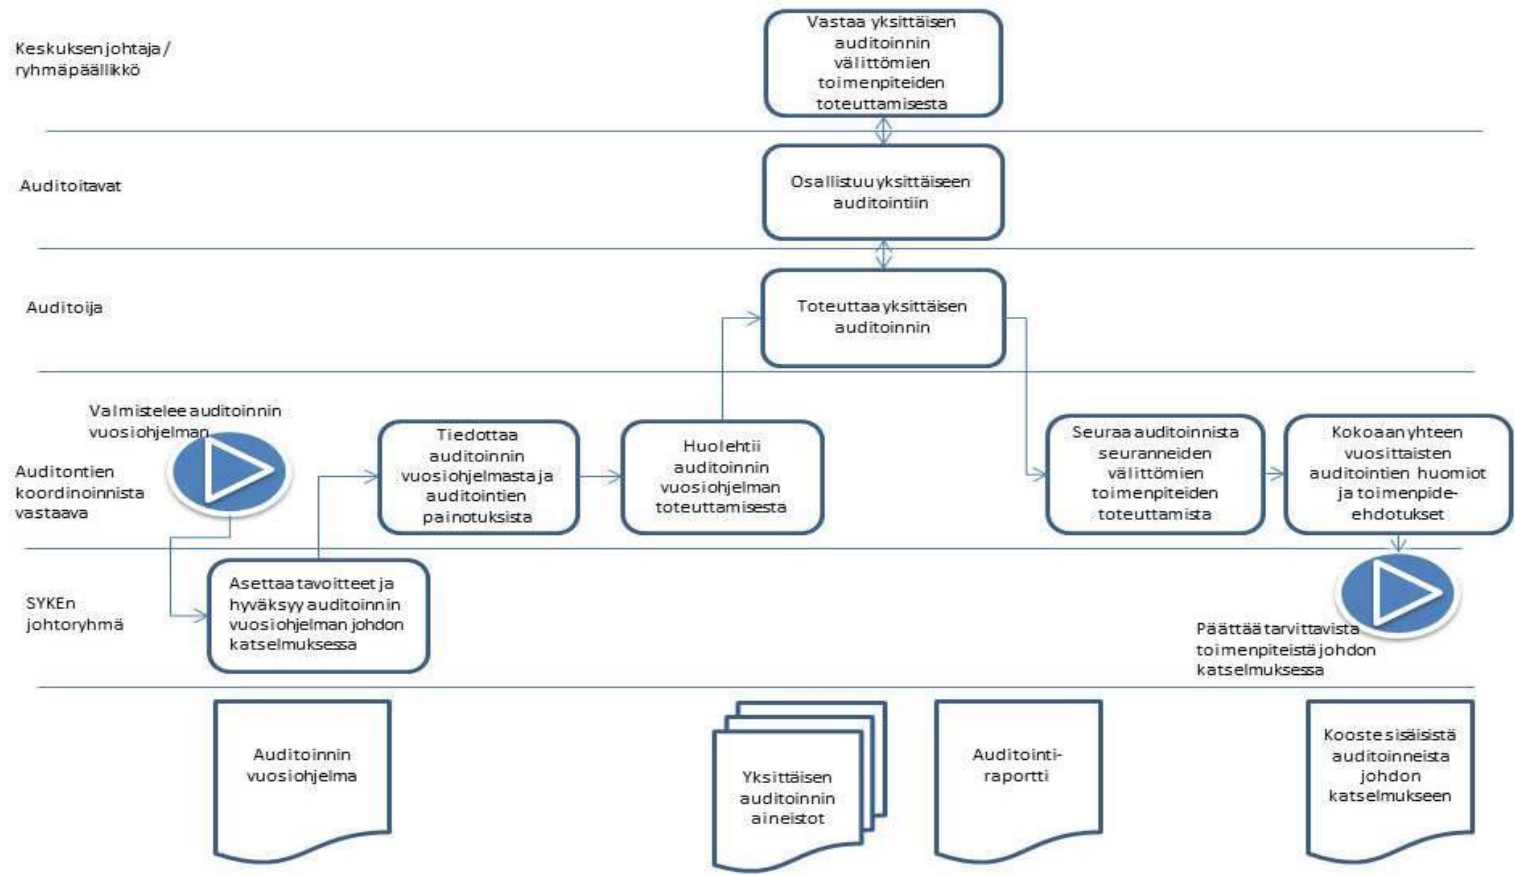 Keskuksen johtaja/
ryhmäpäällikkö
Vastaa yksittäisen
auditoinnin
välittömien
toimenpiteiden
toteuttamisesta
Auditoitavat
Osallistuu yksittäiseen
auditointiin
Auditoija
Toteuttaa yksittäisen
auditoinnin
Auditontien
koordinoinnista
vastaava
Valmistelee auditoinnin
vuosiohjelman
Tiedottaa
auditoinnin
vuosiohjelmasta ja
auditointien
painotuksista
Huolehtii
auditoinnin
vuosiohjelman
toteuttamisesta
Seuraa auditoinnista
seuranneiden
välittömien
toimenpiteiden
toteuttamista
Kokoaan yhteen
vuosittaisten
auditointien huomiot
ja toimenpide-
ehdotukset
SYKEn
johtoryhmä
Asettaa tavoitteet ja
hyväksyy auditoinnin
vuosiohjelman johdon
katselmuksessa
Päättää tarvittavista
toimenpiteistä johdon
katselmuksessa
Auditoinnin
vuosiohjelma
Yksittäisen
auditoinnin
aineistot
Auditointi-
raportti
Kooste sisäisistä
auditoinneista
johdon
katselmukseen